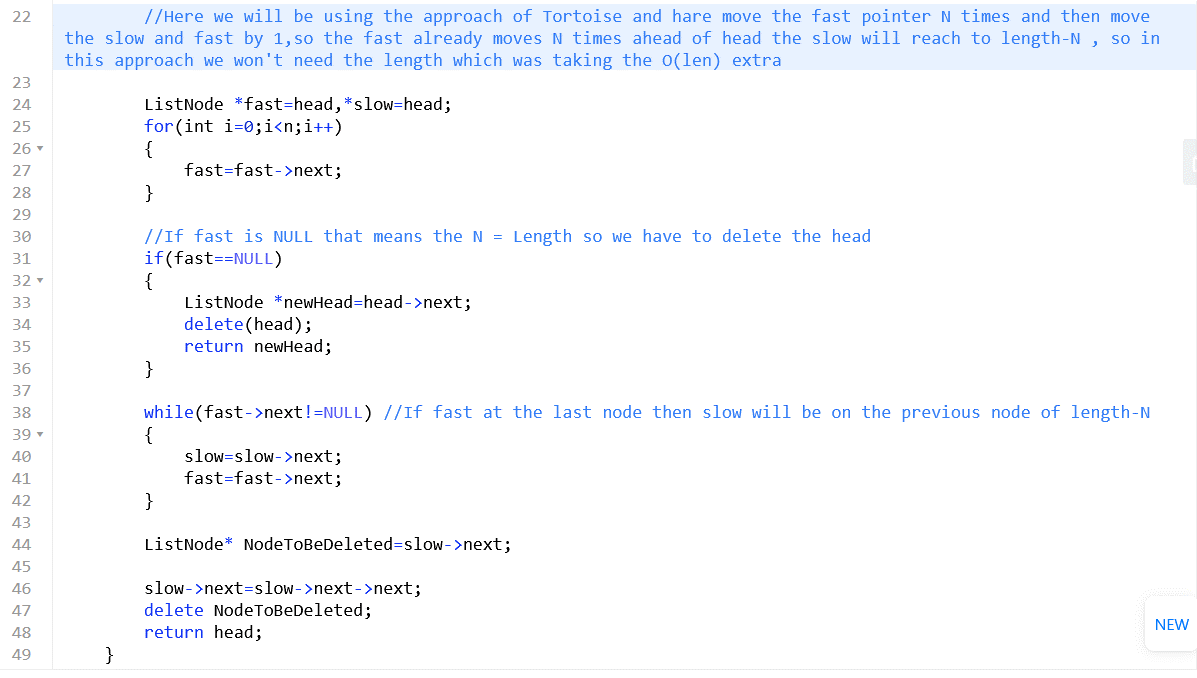 22 //Here we will be using the approach of Tortoise and hare move the fast pointer N times and then move
the slow and fast by 1,so the fast already moves N times ahead of head the slow will reach to length-N , so in
this approach we won't need the length which was taking the O(len) extra
23
24 ListNode *fast=head,*slow=head;
25 for(int i=0;i<n;i++)
26 {
27 fast=fast->next;
28 }
29
30 //If fast is NULL that means the N = Length so we have to delete the head
31 if(fast==NULL)
32 {
33 ListNode *newHead=head->next;
34 delete(head);
35 return newHead;
36 }
37
38 while(fast->next!=NULL) //If fast at the last node then slow will be on the previous node of length-N
39 {
40 slow=slow->next;
41 fast=fast->next;
42 }
43
44 ListNode* NodeToBeDeleted=slow->next;
45
46 slow->next=slow->next->next;
47 delete NodeToBeDeleted;
48 return head;
49 }
NEW